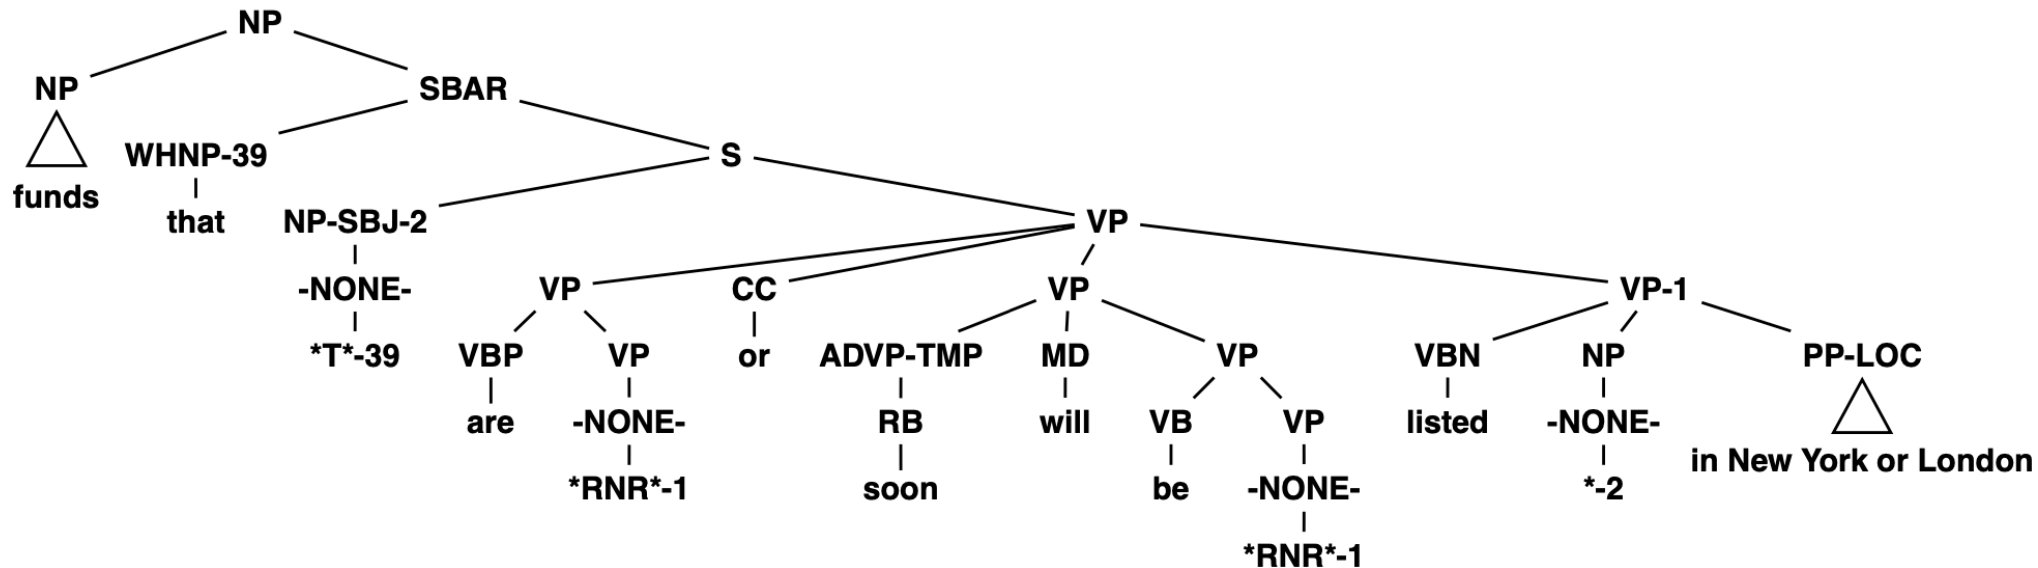 NP
NP SBAR
WHNP-39 S
funds that NP-SBJ-2 VP
-NONE- VP CC VP VP-1
*T*-39 VBP VP or ADVP-TMP MD VP VBN NP PP-LOC
are -NONE- RB will VB VP listed -NONE- in New York or London
*RNR*-1 soon be -NONE- *-2
*RNR*-1